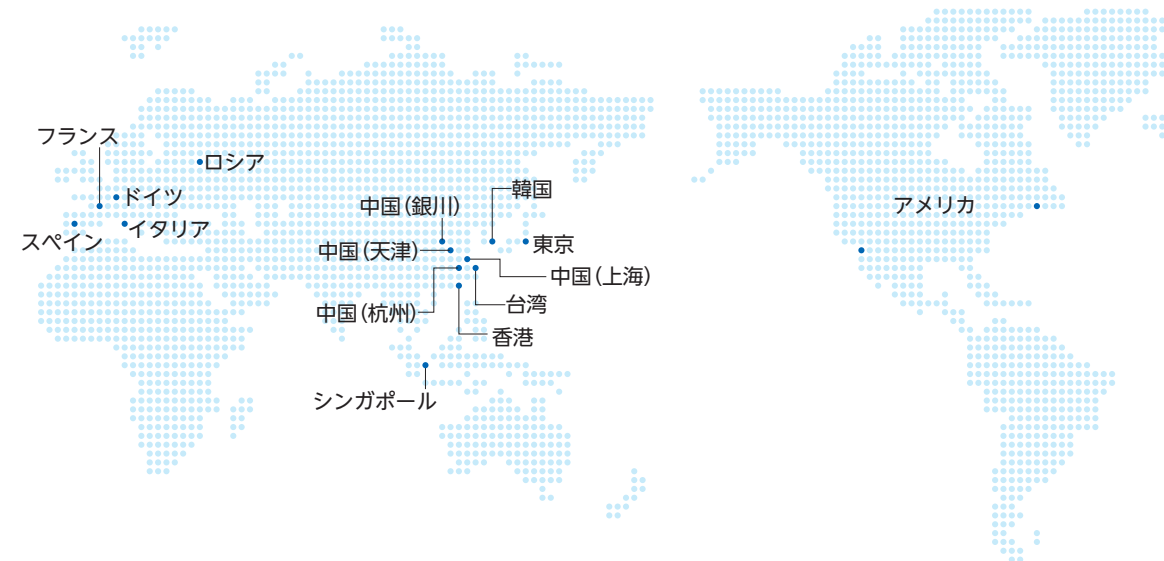 フランス
ロシア
ドイツ
イタリア
スペイン
中国(銀川)
韓国
アメリカ
中国(天津)
東京
中国(上海)
中国(杭州)
台湾
香港
シンガポール